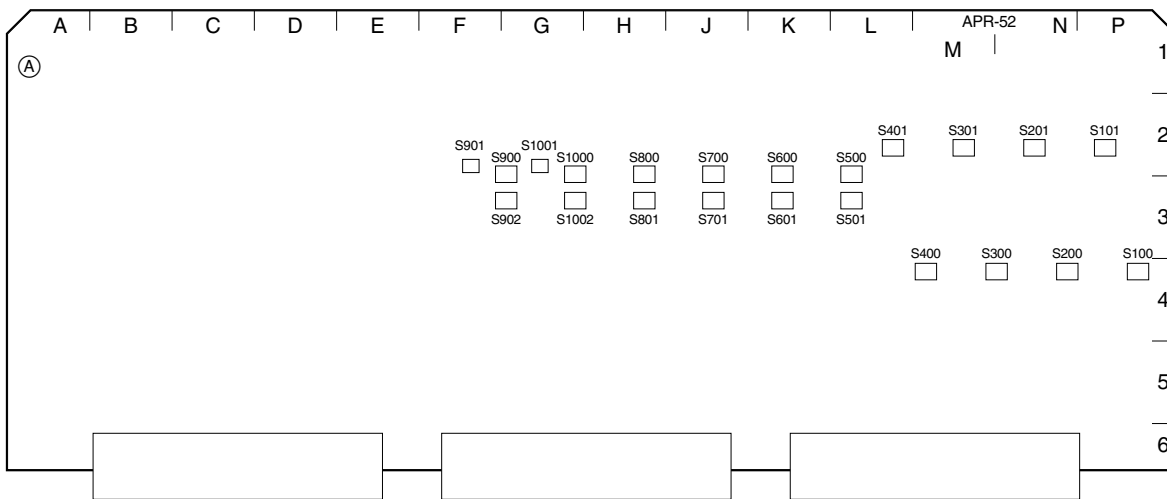 A B C D E F G H J K L APR-52 M N P
1
Ⓐ
2
S401 S301 S201 S101
S901 S1001
S900 S1000 S800 S700 S600 S500
3
S902 S1002 S801 S701 S601 S501
S400 S300 S200 S100
4
5
6